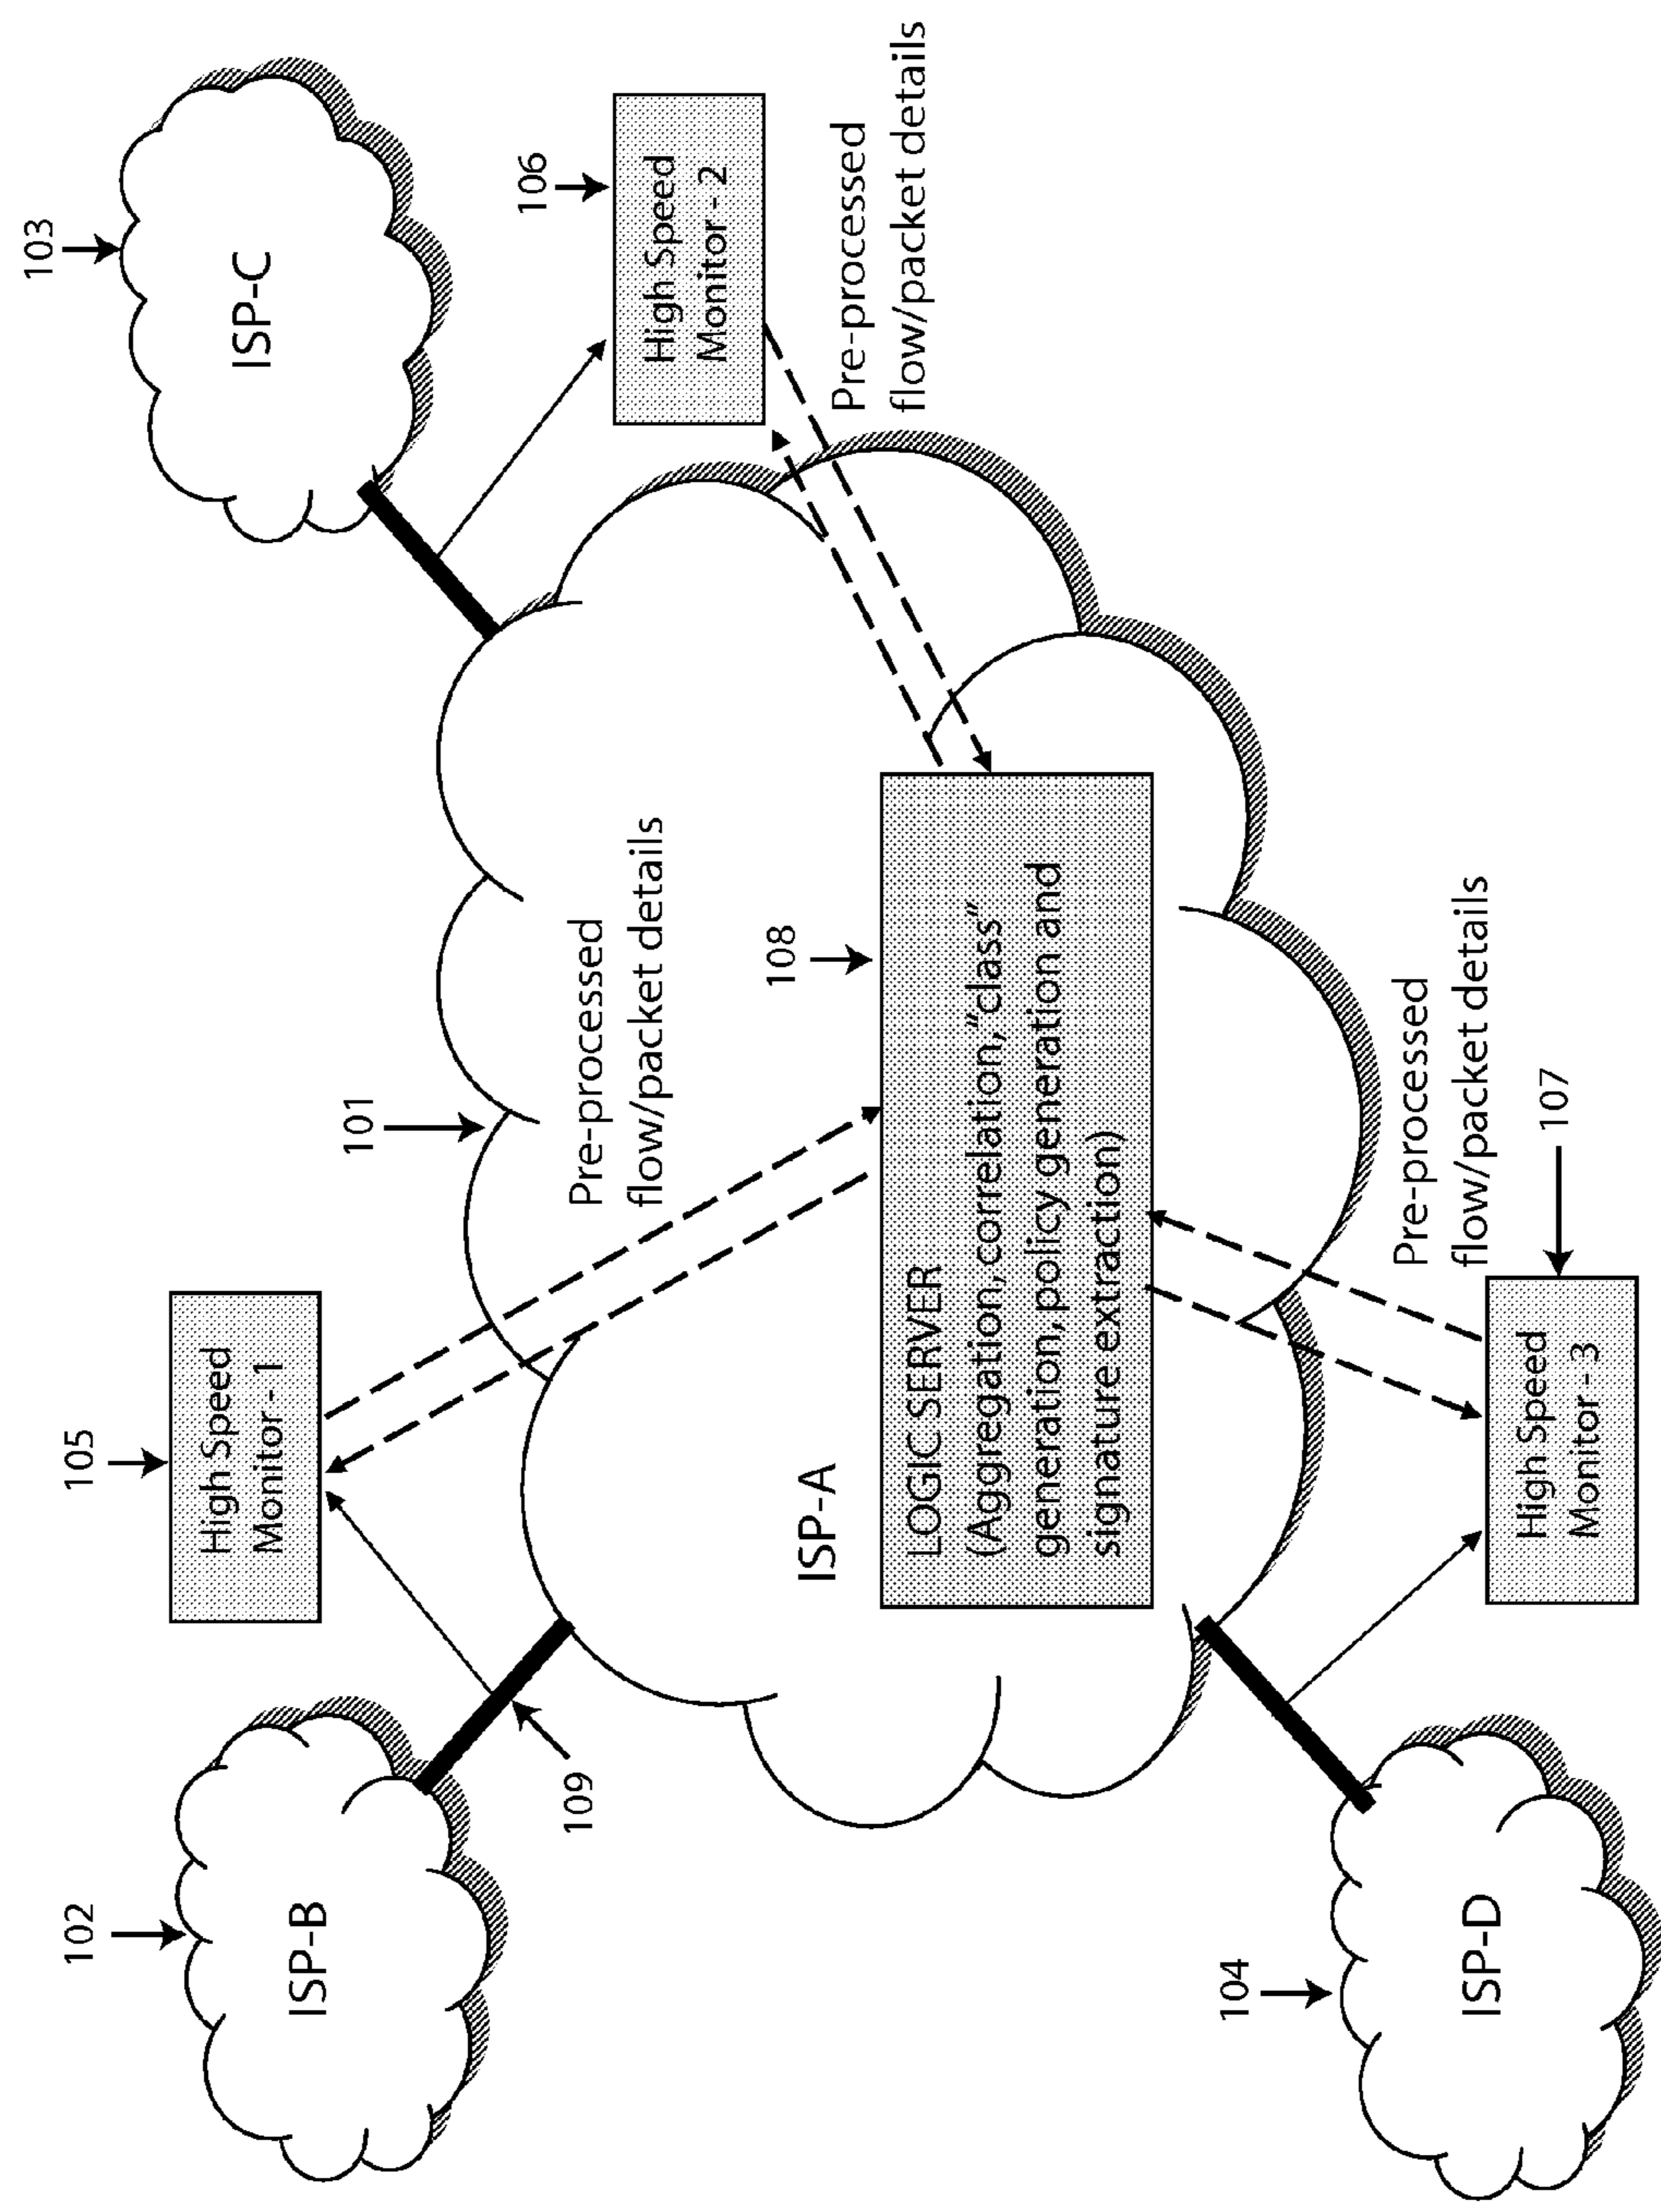 102
ISP-B
109
105
High Speed
Monitor - 1
101
Pre-processed
flow/packet details
103
ISP-C
106
High Speed
Monitor - 2
Pre-processed
flow/packet details
ISP-A
108
LOGIC SERVER
(Aggregation, correlation, "class"
generation, policy generation and
signature extraction)
104
ISP-D
High Speed
Monitor - 3
107
Pre-processed
flow/packet details